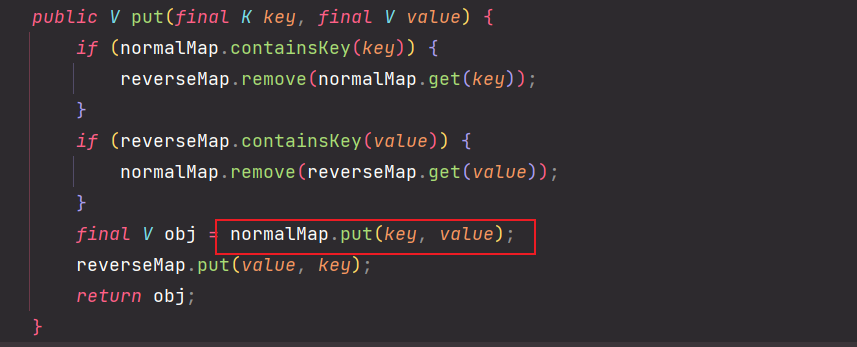 public V put(final K key, final V value) {
if (normalMap.containsKey(key)) {
reverseMap.remove(normalMap.get(key));
}
if (reverseMap.containsKey(value)) {
normalMap.remove(reverseMap.get(value));
}
final V obj = normalMap.put(key, value);
reverseMap.put(value, key);
return obj;
}